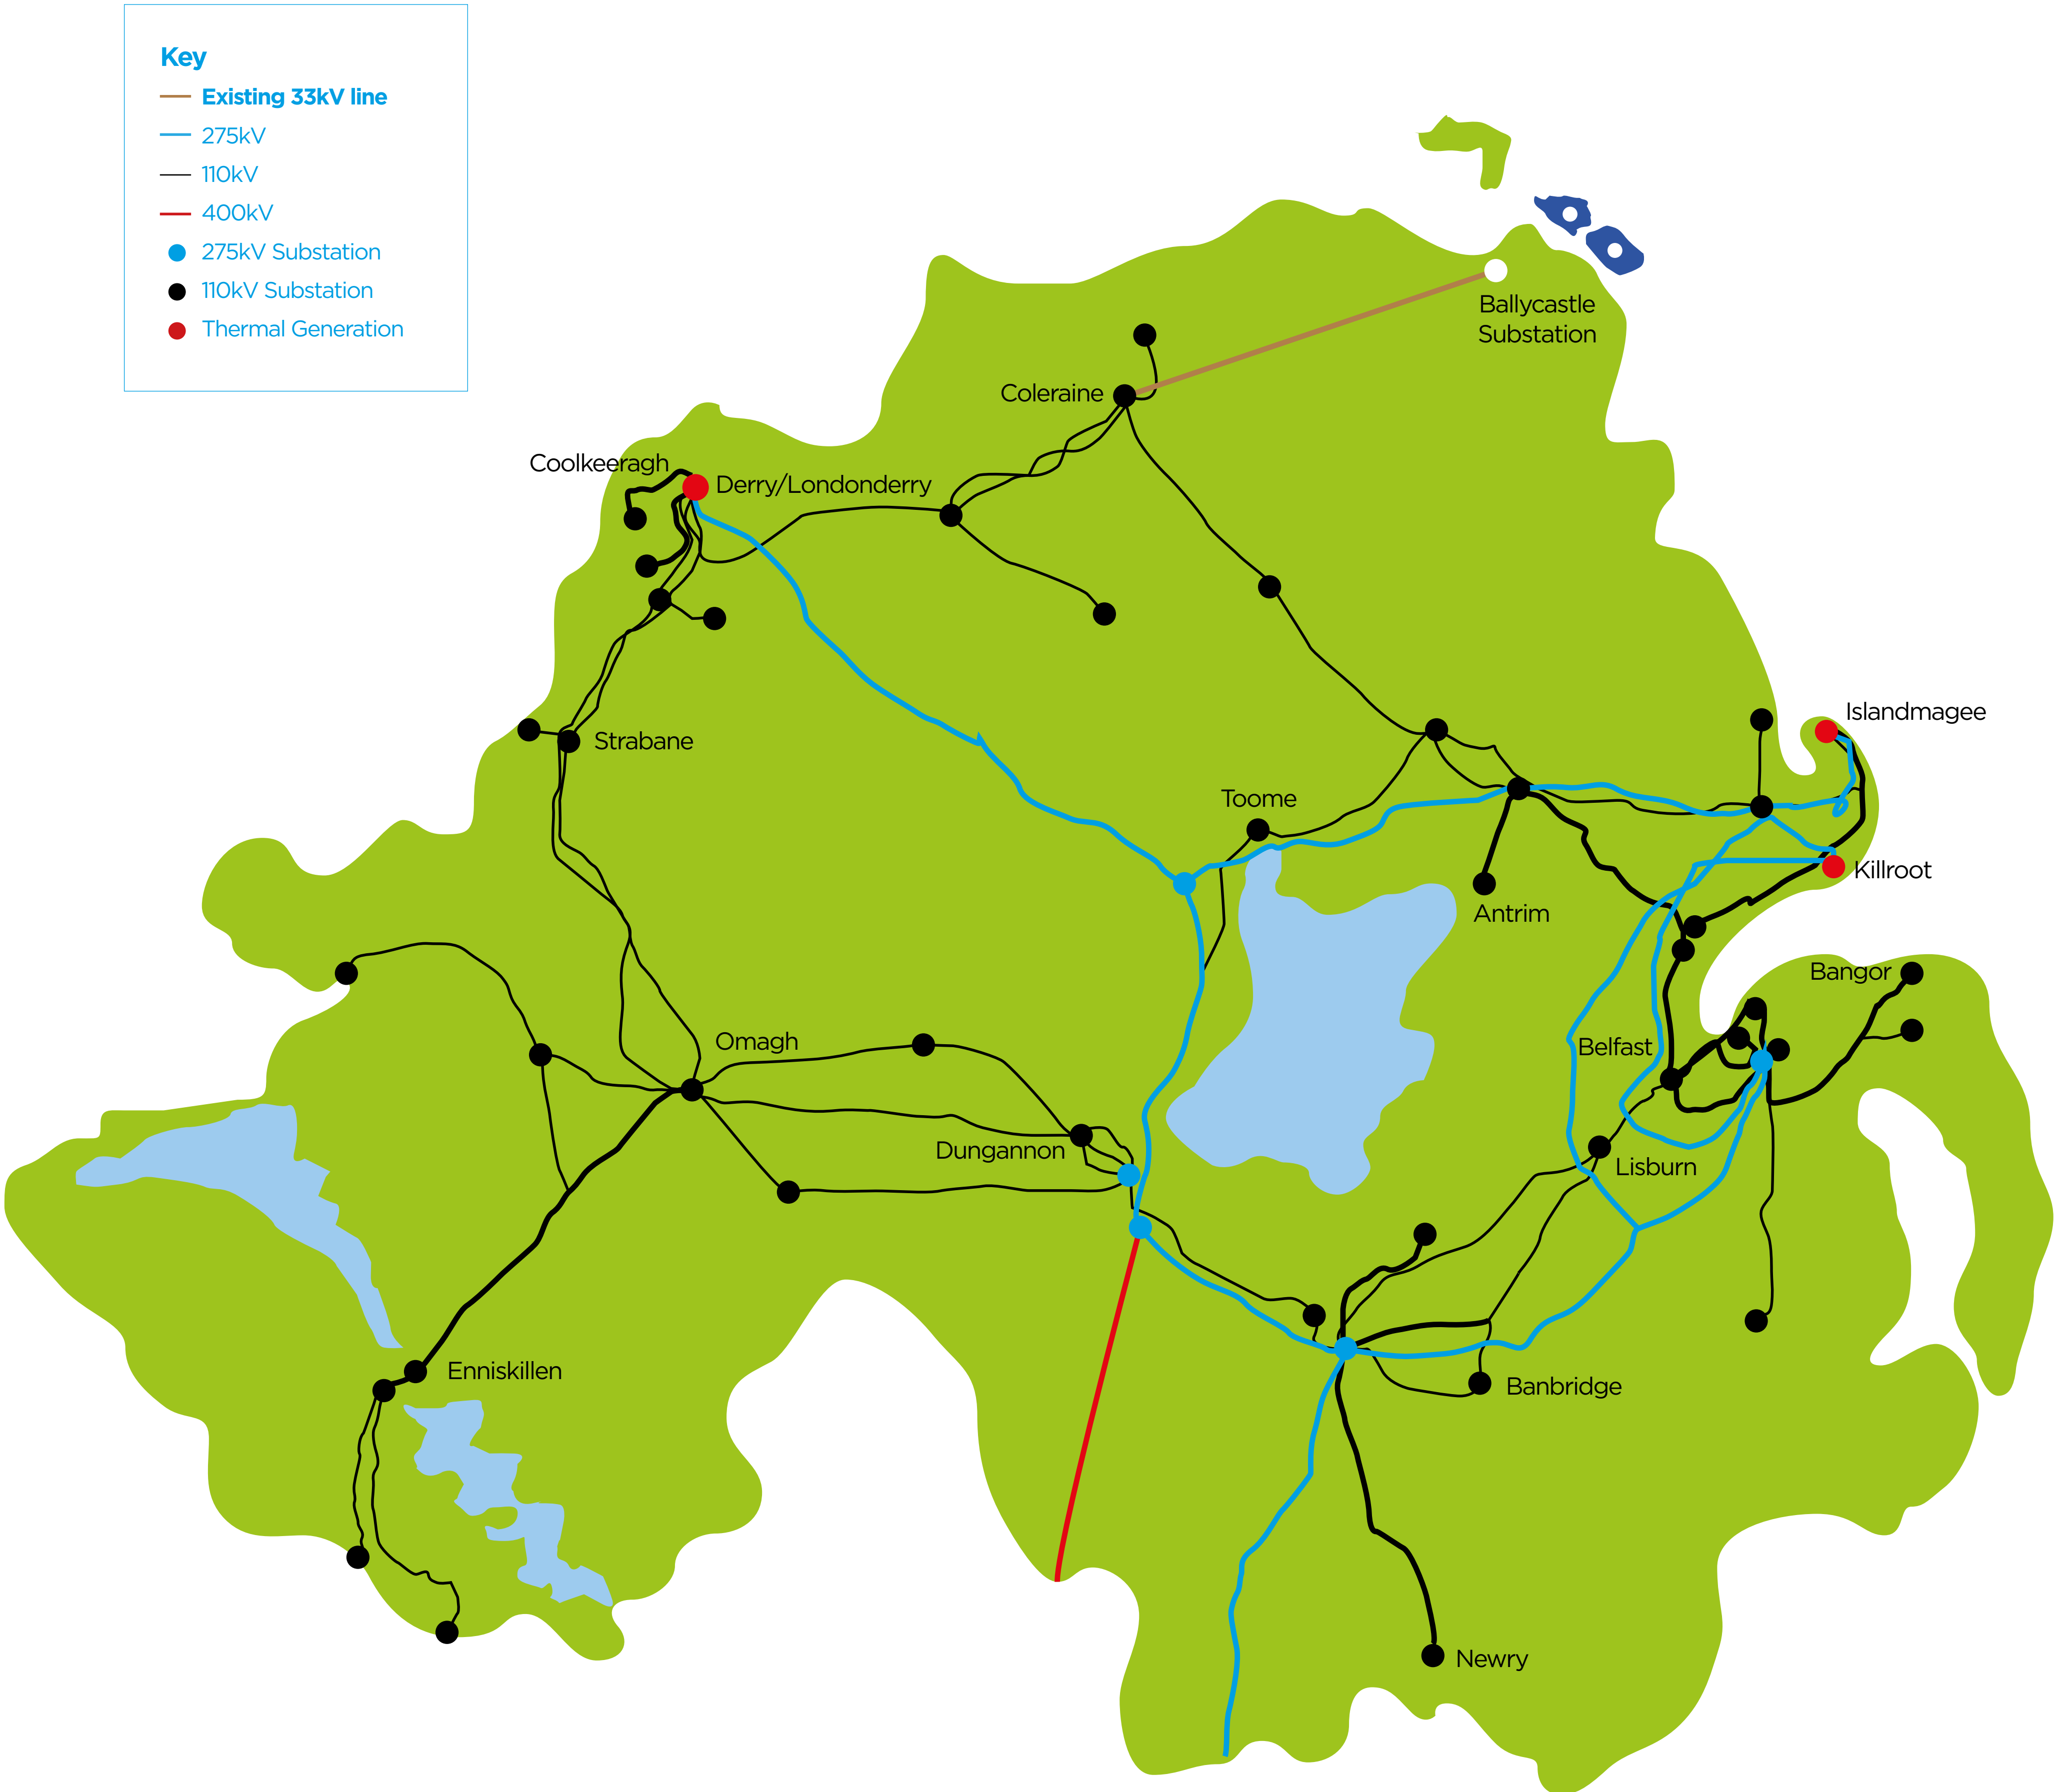 Key
Existing 33kV line
275kV
110kV
400kV
275kV Substation
110kV Substation
Thermal Generation
Ballycastle
Substation
Coleraine
Coolkeeragh
Derry/Londonderry
Islandmagee
Strabane
Toome
Killroot
Antrim
Bangor
Omagh
Belfast
Dungannon
Lisburn
Enniskillen
Banbridge
Newry